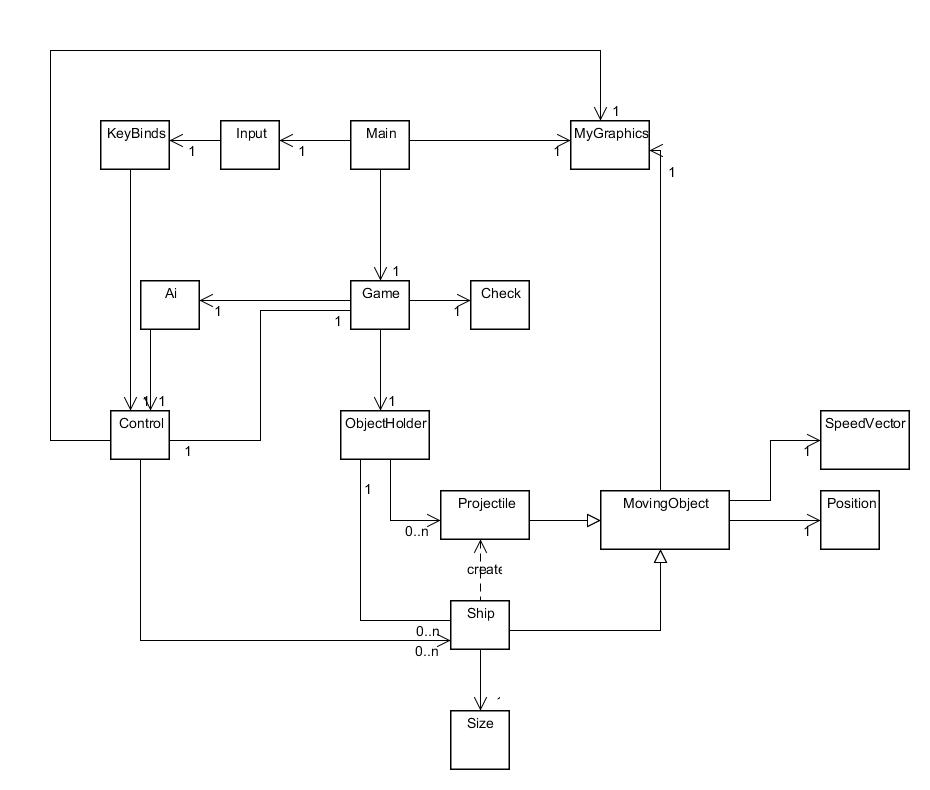 1
KeyBinds
Input
Main
MyGraphics
1
1
1
1
1
Ai
Game
Check
1
1
1
1
1
1
Control
ObjectHolder
SpeedVector
1
1
1
Projectile
MovingObject
Position
0..n
1
create
Ship
0..n
0..n
Size